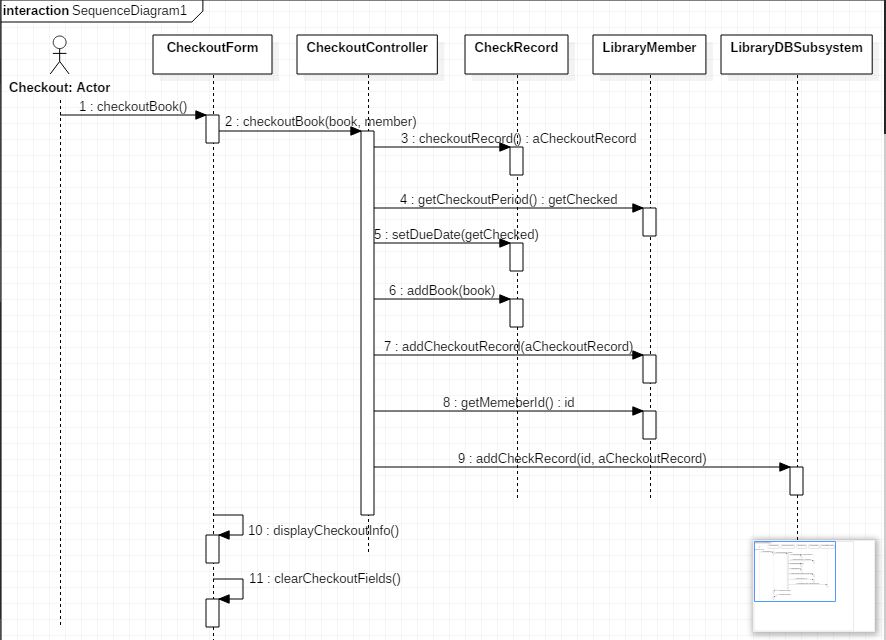 interaction SequenceDiagram1
CheckoutForm
CheckoutController
CheckRecord
LibraryMember
LibraryDBSubsystem
Checkout: Actor
1 : checkoutBook()
2 : checkoutBook(book, member)
3 : checkoutRecord() : aCheckoutRecord
4 : getCheckoutPeriod() : getChecked
5 : setDueDate(getChecked)
6 : addBook(book)
7 : addCheckoutRecord(aCheckoutRecord)
8 : getMemeberId() : id
9 : addCheckRecord(id, aCheckoutRecord)
10 : displayCheckoutInfo()
11 : clearCheckoutFields()